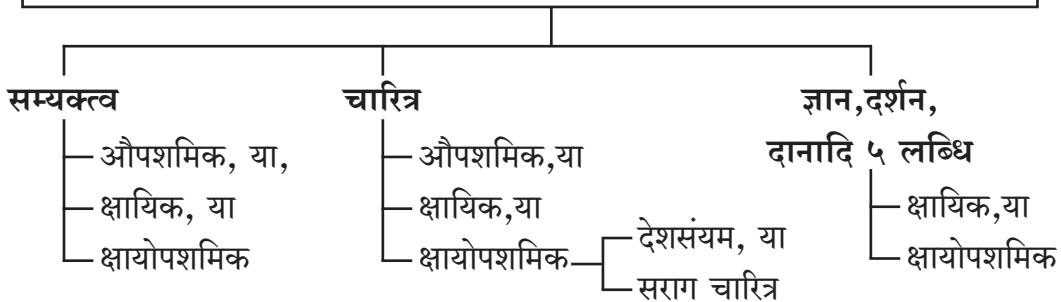 सम्यक्त्व
औपशमिक, या,
क्षायिक, या
क्षायोपशमिक
चारित्र
औपशमिक,या
क्षायिक,या
क्षायोपशमिक
देशसंयम, या
सराग चारित्र
ज्ञान,दर्शन,
दानादि ५ लब्धि
क्षायिक,या
क्षायोपशमिक